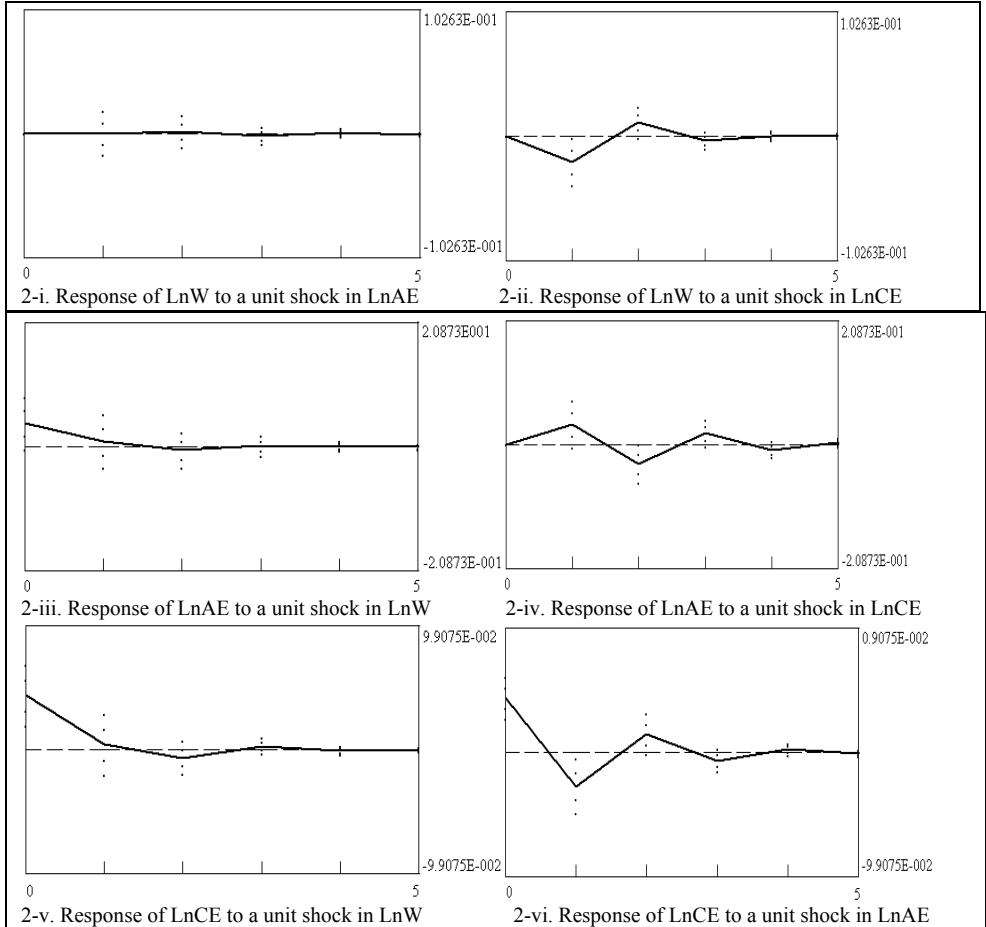 1.0263E-001
1.0263E-001
-1.0263E-001
-1.0263E-001
0 5
0 5
2-i. Response of LnW to a unit shock in LnAE
2-ii. Response of LnW to a unit shock in LnCE
2.0873E001
2.0873E-001
-2.0873E-001
-2.0873E-001
0 5
0 5
2-iii. Response of LnAE to a unit shock in LnW
2-iv. Response of LnAE to a unit shock in LnCE
9.9075E-002
0.9075E-002
-9.9075E-002
-9.9075E-002
0 5
0 5
2-v. Response of LnCE to a unit shock in LnW
2-vi. Response of LnCE to a unit shock in LnAE